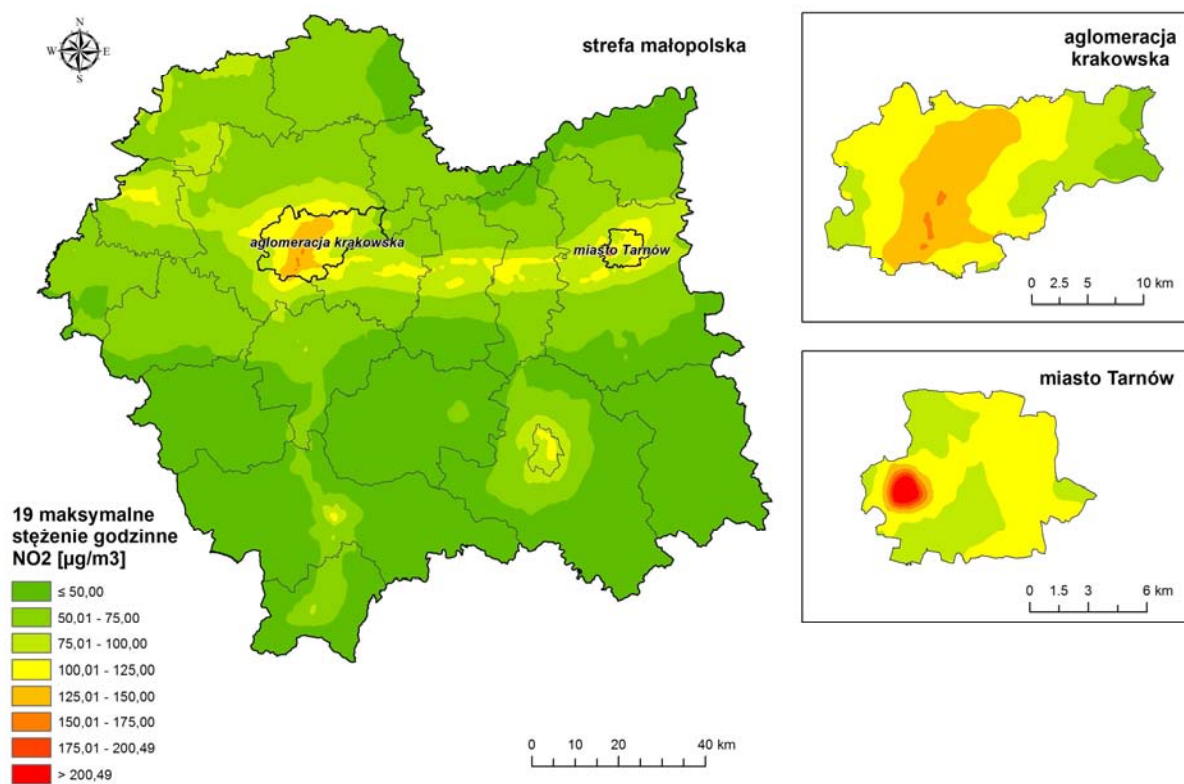 N
W E
S
strefa małopolska
aglomeracja krakowska
miasto Tarnów
19 maksymalne
stężenie godzinne
NO2 [µg/m3]
≤ 50,00
50,01 - 75,00
75,01 - 100,00
100,01 - 125,00
125,01 - 150,00
150,01 - 175,00
175,01 - 200,49
> 200,49
0 10 20 40 km
aglomeracja
krakowska
0 2.5 5 10 km
miasto Tarnów
0 1.5 3 6 km